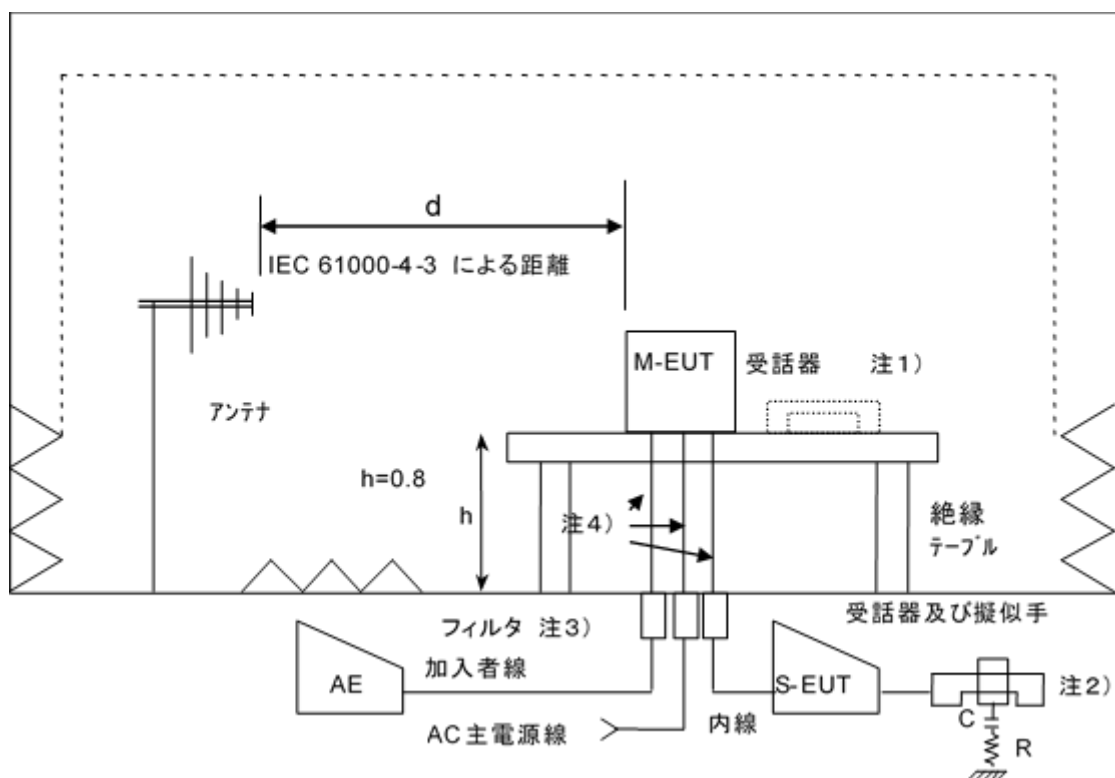 d
IEC 61000-4-3 による距離
M-EUT
受話器 注1)
アンテナ
h=0.8
h
注4)
絶縁
テーブル
受話器及び擬似手
フィルタ 注3)
加入者線
AE
S-EUT
注2)
AC主電源線
内線
C
R